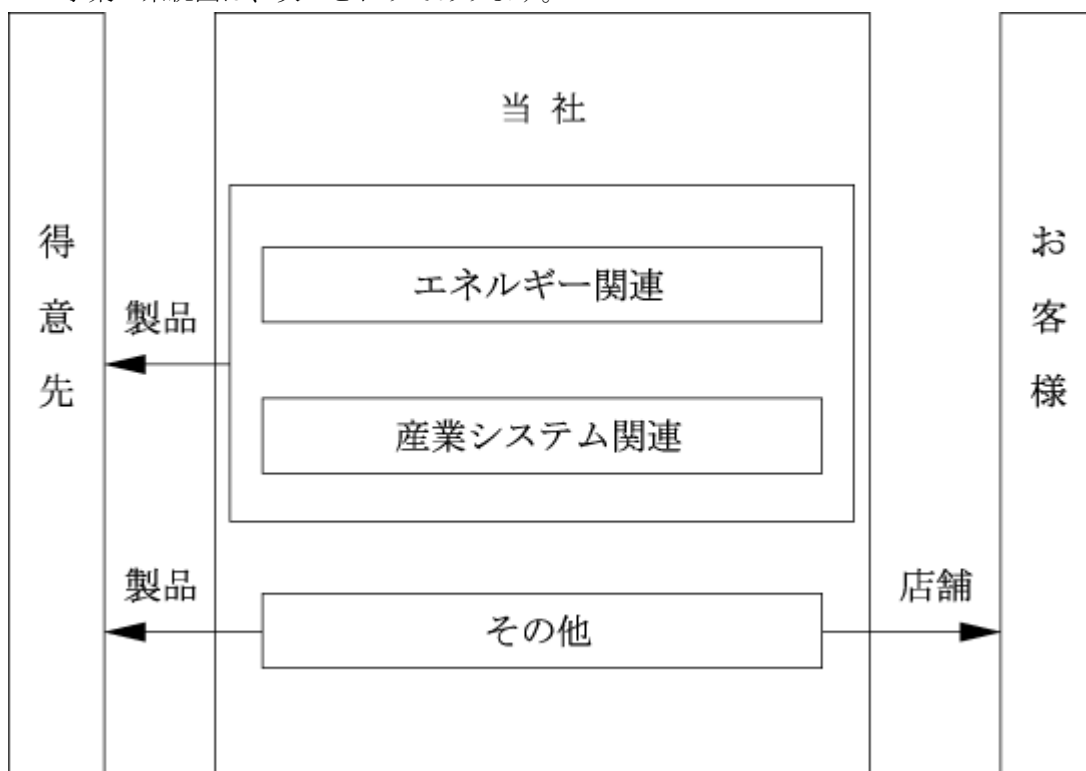 当 社
得意先
製品
エネルギー関連
産業システム関連
お客様
製品
その他
店舗